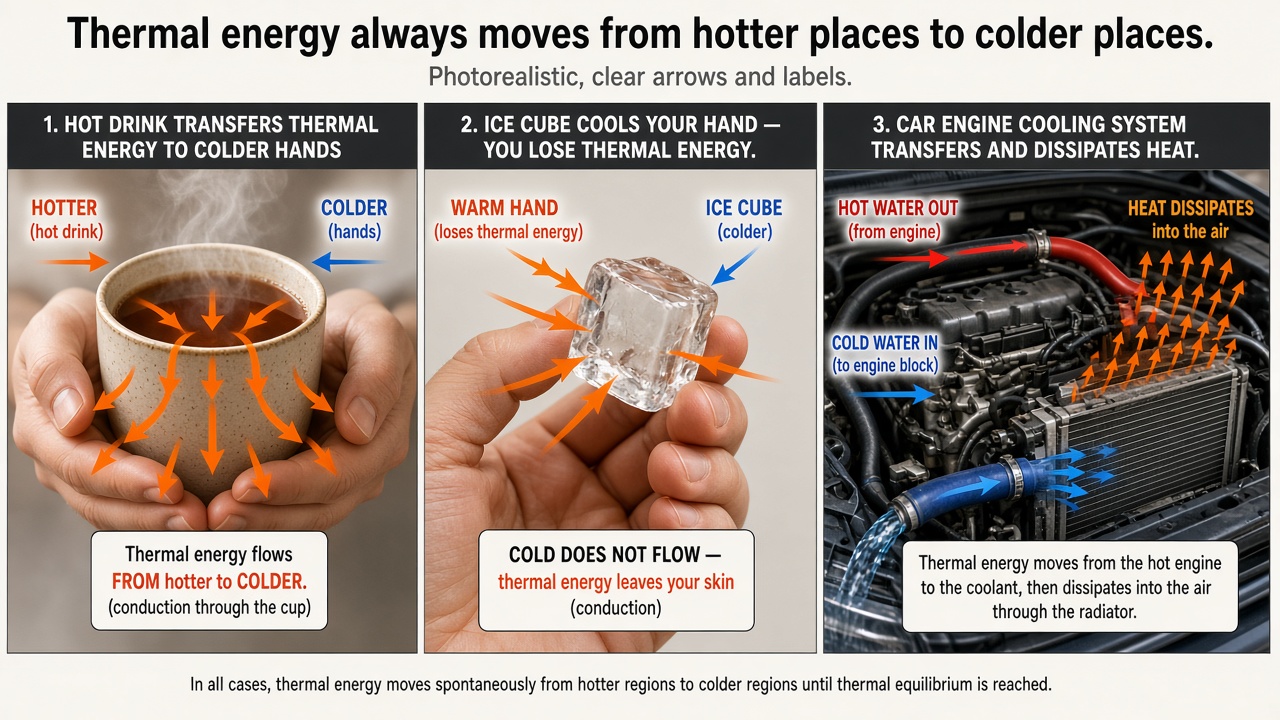 Thermal energy always moves from hotter places to colder places.
Photorealistic, clear arrows and labels.
1. HOT DRINK TRANSFERS THERMAL
ENERGY TO COLDER HANDS
HOTTER
(hot drink)
COLDER
(hands)
Thermal energy flows
FROM hotter to COLDER.
(conduction through the cup)
2. ICE CUBE COOLS YOUR HAND —
YOU LOSE THERMAL ENERGY.
WARM HAND
(loses thermal energy)
ICE CUBE
(colder)
COLD DOES NOT FLOW —
thermal energy leaves your skin
(conduction)
3. CAR ENGINE COOLING SYSTEM
TRANSFERS AND DISSIPATES HEAT.
HOT WATER OUT
(from engine)
HEAT DISSIPATES
into the air
COLD WATER IN
(to engine block)
Thermal energy moves from the hot engine
to the coolant, then dissipates into the air
through the radiator.
In all cases, thermal energy moves spontaneously from hotter regions to colder regions until thermal equilibrium is reached.